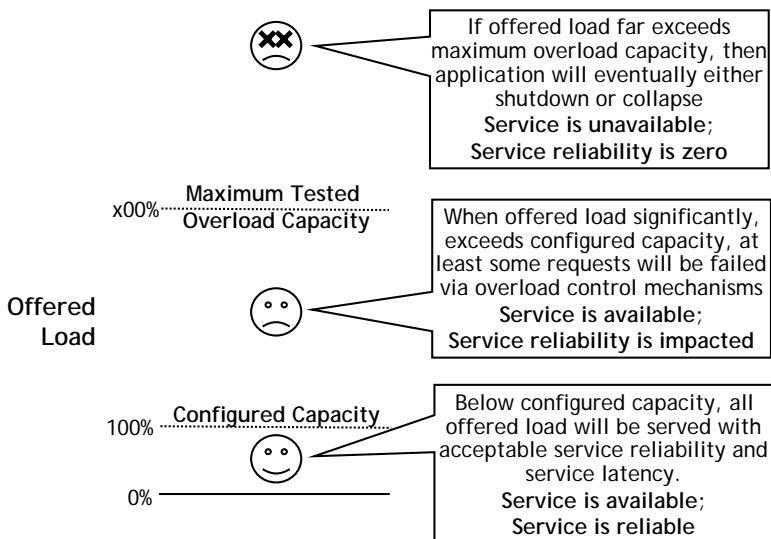 If offered load far exceeds
maximum overload capacity, then
application will eventually either
shutdown or collapse
Service is unavailable;
Service reliability is zero
Maximum Tested
x00%
Overload Capacity
When offered load significantly,
exceeds configured capacity, at
least some requests will be failed
via overload control mechanisms
Service is available;
Service reliability is impacted
Offered
Load
Configured Capacity
100%
0%
Below configured capacity, all
offered load will be served with
acceptable service reliability and
service latency.
Service is available;
Service is reliable